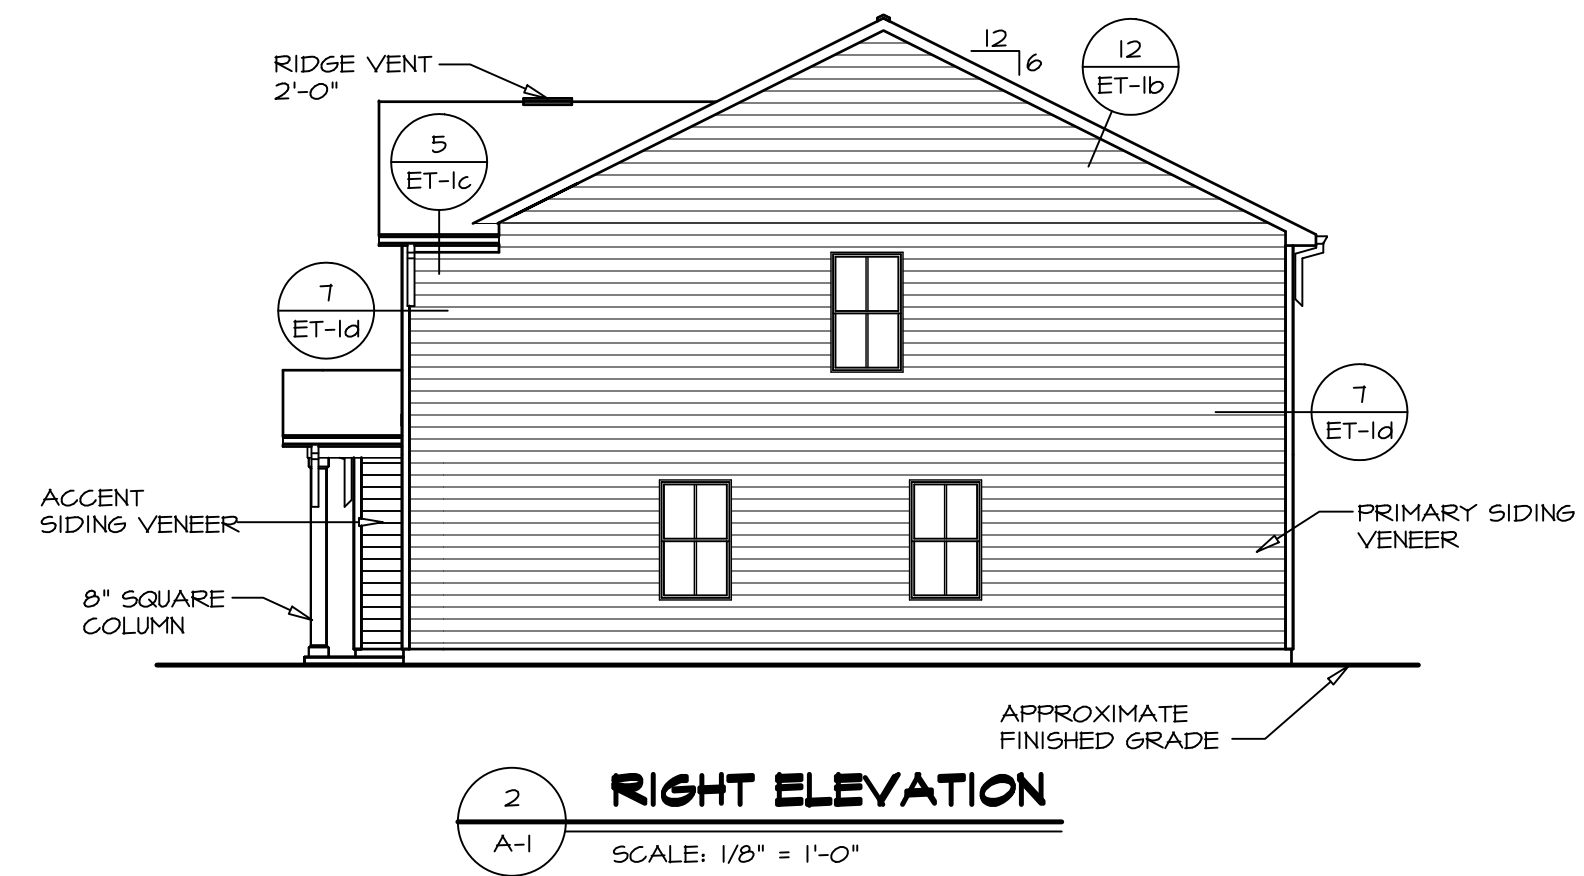 RIDGE VENT
2'-0"
12
6
12
ET-1b
5
ET-1c
7
ET-1d
7
ET-1d
ACCENT
SIDING VENEER
PRIMARY SIDING
VENEER
8" SQUARE
COLUMN
APPROXIMATE
FINISHED GRADE
2
A-1
RIGHT ELEVATION
SCALE: 1/8" = 1'-0"